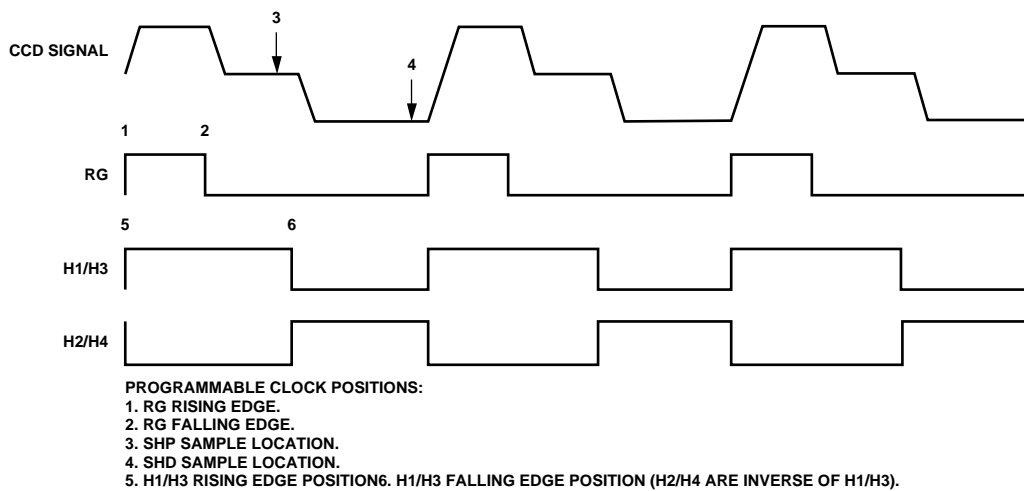 3
CCD SIGNAL
4
1 2
RG
5 6
H1/H3
H2/H4
PROGRAMMABLE CLOCK POSITIONS:
1. RG RISING EDGE.
2. RG FALLING EDGE.
3. SHP SAMPLE LOCATION.
4. SHD SAMPLE LOCATION.
5. H1/H3 RISING EDGE POSITION6. H1/H3 FALLING EDGE POSITION (H2/H4 ARE INVERSE OF H1/H3).